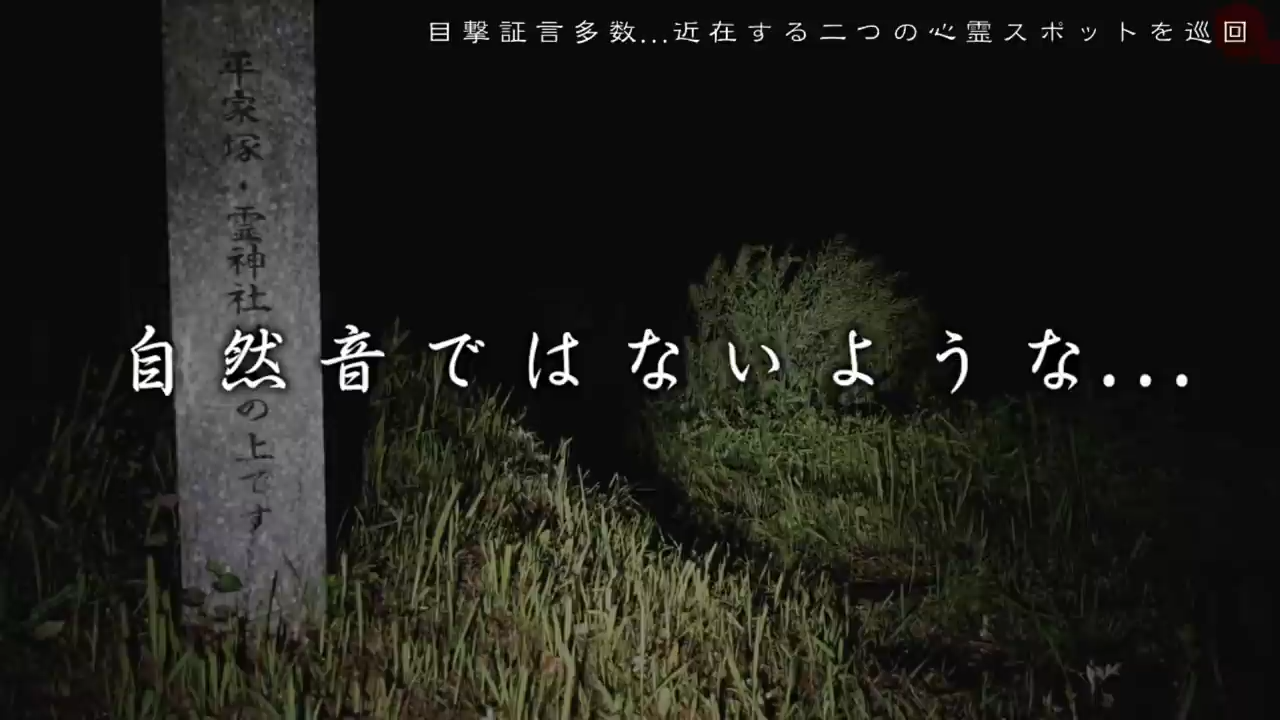 目撃証言多数...近在する二つの心霊スポットを巡回
平家塚・霊神社
の上です
自然音ではないような...